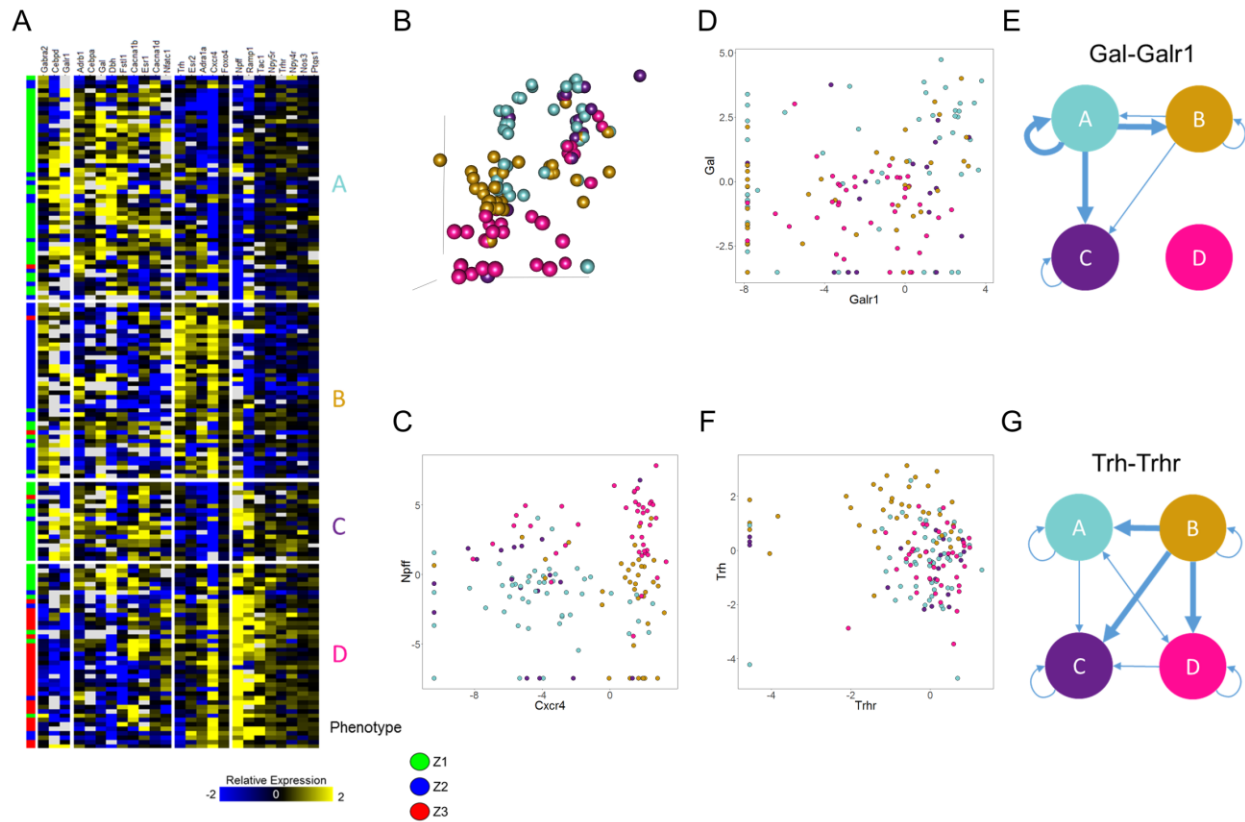 A
Gabra2 Cebpd Galr1 Adrb1 Cebpa Gal Dbh Fstl1 Cacna1b Esr1 Cacna1d Nfatc1 Trh Esr2 Adra1a Cxcr4 Foxo4 Npff Ramp1 Tac1 Npy5r Trhr Npy4r Nos3 Ptgs1
A
B
C
D
Phenotype
Relative Expression
-2 0 2
Z1
Z2
Z3
B
C
Npff
5
0
-5
-8 -4 0
Cxcr4
D
Gal
5.0
2.5
0.0
-2.5
-8 -4 0 4
Galr1
E
Gal-Galr1
A B
C D
F
Trh
2
0
-2
-4
-4 -2 0
Trhr
G
Trh-Trhr
A B
C D